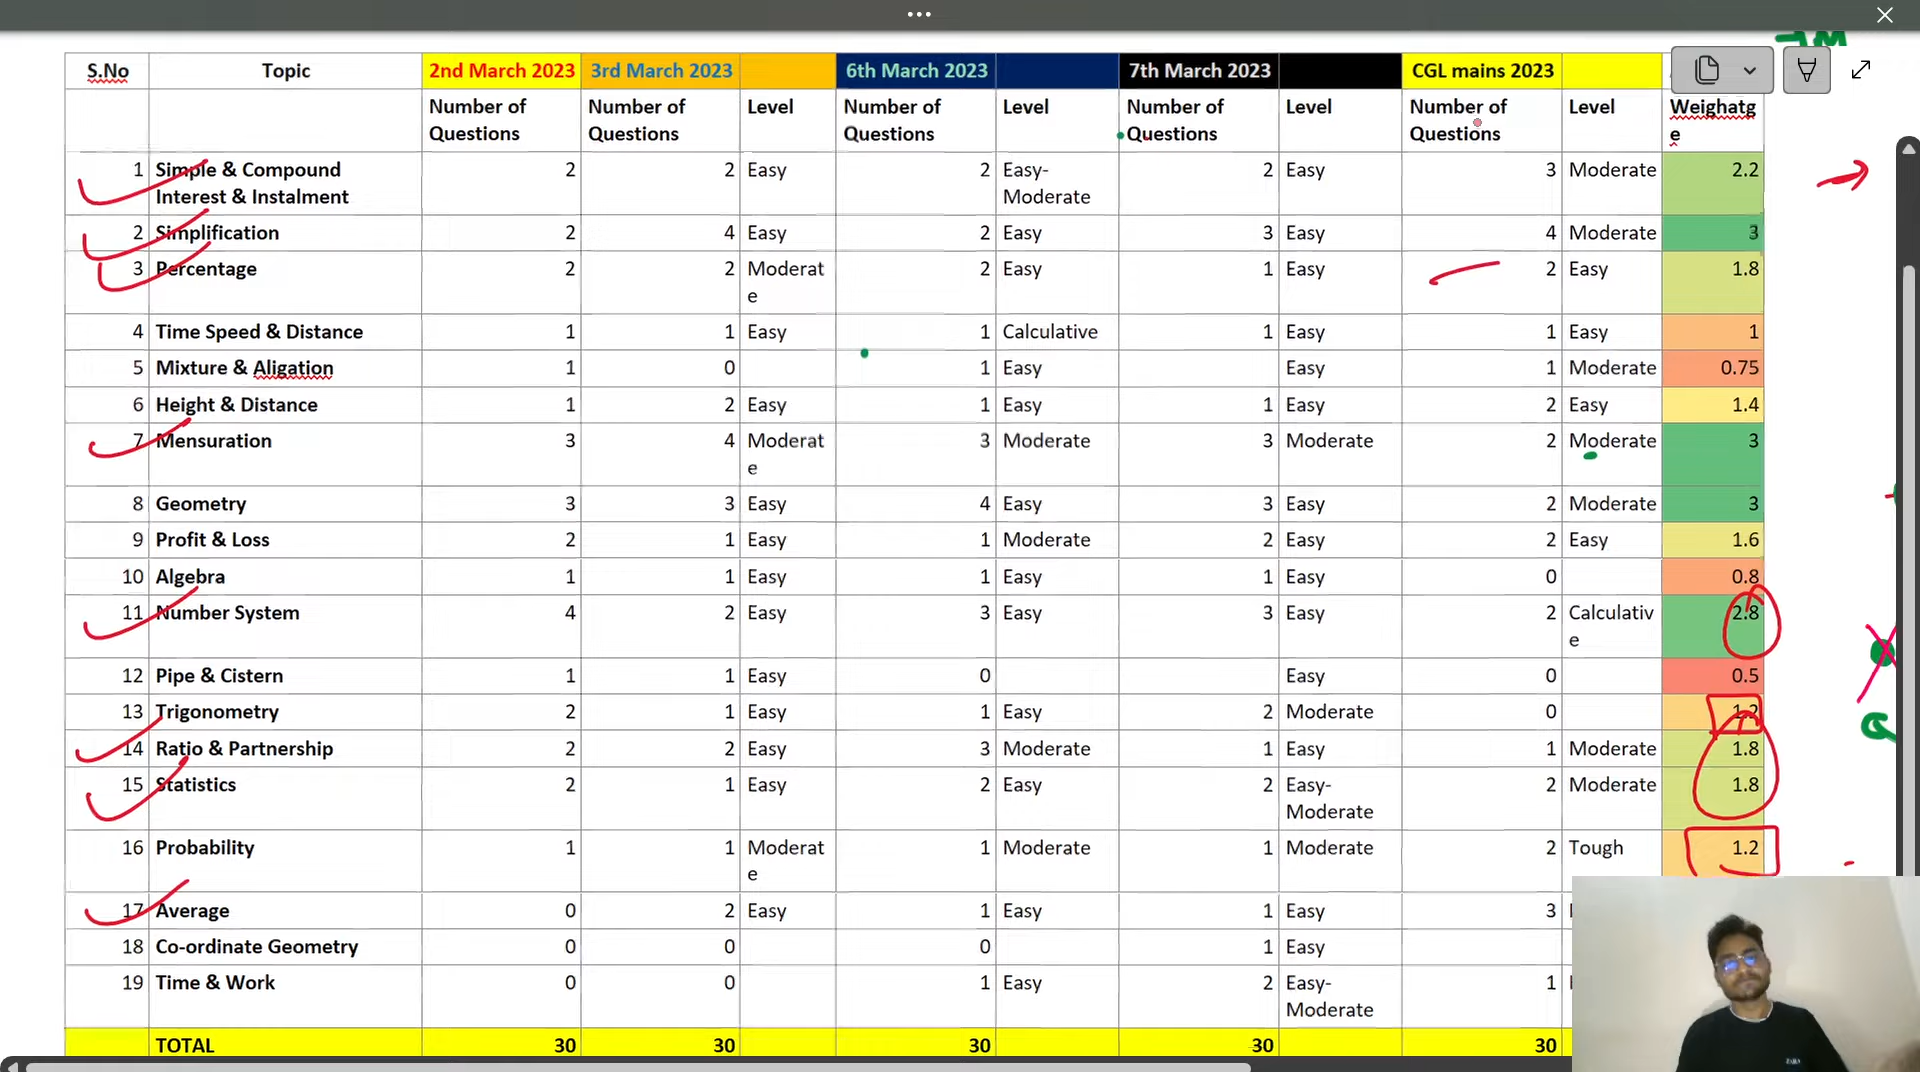 S.No Topic 2nd March 2023 3rd March 2023 6th March 2023 7th March 2023 CGL mains 2023
Number of Questions Number of Questions Level Number of Questions Level Number of Questions Level Number of Questions Level Weighatge
1 Simple & Compound Interest & Instalment 2 2 Easy 2 Easy-Moderate 2 Easy 3 Moderate 2.2
2 Simplification 2 4 Easy 2 Easy 3 Easy 4 Moderate 3
3 Percentage 2 2 Moderate 2 Easy 1 Easy 2 Easy 1.8
4 Time Speed & Distance 1 1 Easy 1 Calculative 1 Easy 1 Easy 1
5 Mixture & Aligation 1 0 1 Easy Easy 1 Moderate 0.75
6 Height & Distance 1 2 Easy 1 Easy 1 Easy 2 Easy 1.4
7 Mensuration 3 4 Moderate 3 Moderate 3 Moderate 2 Moderate 3
8 Geometry 3 3 Easy 4 Easy 3 Easy 2 Moderate 3
9 Profit & Loss 2 1 Easy 1 Moderate 2 Easy 2 Easy 1.6
10 Algebra 1 1 Easy 1 Easy 1 Easy 0 0.8
11 Number System 4 2 Easy 3 Easy 3 Easy 2 Calculative 2.8
12 Pipe & Cistern 1 1 Easy 0 Easy 0 0.5
13 Trigonometry 2 1 Easy 1 Easy 2 Moderate 0 1.2
14 Ratio & Partnership 2 2 Easy 3 Moderate 1 Easy 1 Moderate 1.8
15 Statistics 2 1 Easy 2 Easy 2 Easy-Moderate 2 Moderate 1.8
16 Probability 1 1 Moderate 1 Moderate 1 Moderate 2 Tough 1.2
17 Average 0 2 Easy 1 Easy 1 Easy 3
18 Co-ordinate Geometry 0 0 0 1 Easy
19 Time & Work 0 0 1 Easy 2 Easy-Moderate 1
TOTAL 30 30 30 30 30